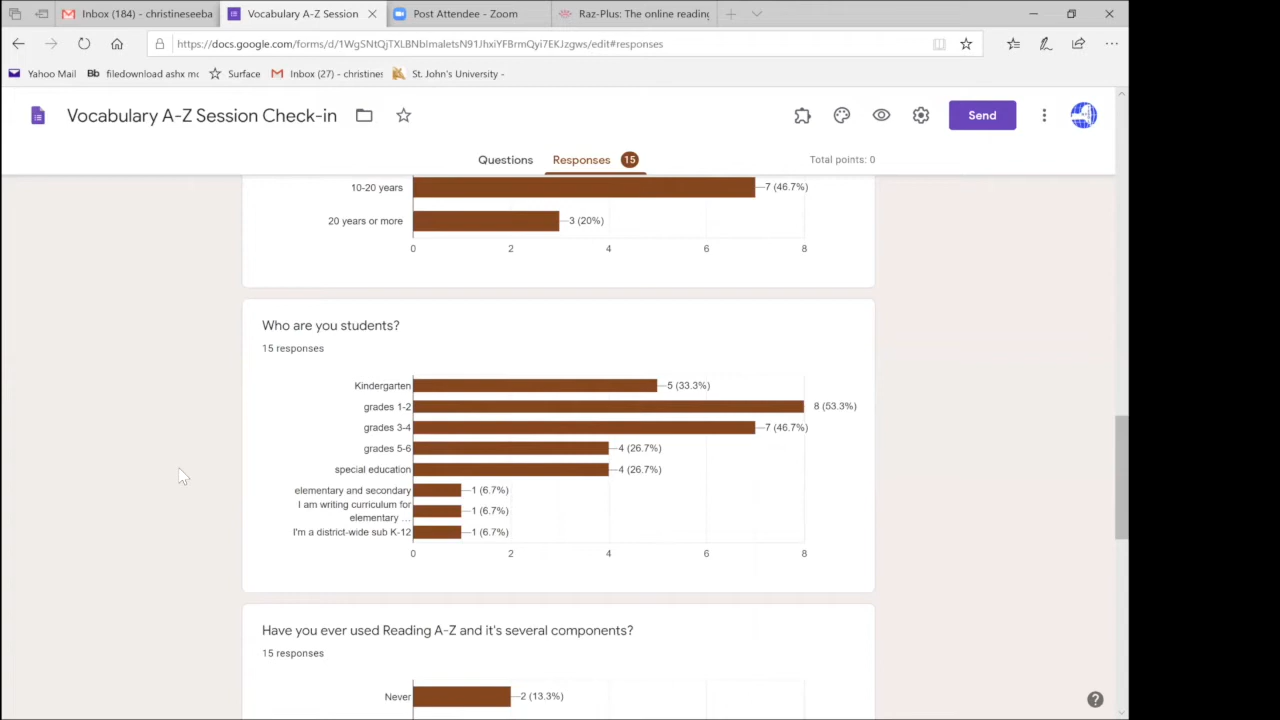 Inbox (184) - christineseeba
Vocabulary A-Z Session
Post Attendee - Zoom
Raz-Plus: The online reading
https://docs.google.com/forms/d/1WgSNtQjTXLBNbImaletsN91JhxiYFBrmQyi7EKJzgws/edit#responses
Yahoo Mail
Bb filedownload ashx mc
Surface
Inbox (27) - christines
St. John's University -
Vocabulary A-Z Session Check-in
Send
Questions
Responses 15
Total points: 0
10-20 years 7 (46.7%)
20 years or more 3 (20%)
0 2 4 6 8
Who are you students?
15 responses
Kindergarten 5 (33.3%)
grades 1-2 8 (53.3%)
grades 3-4 7 (46.7%)
grades 5-6 4 (26.7%)
special education 4 (26.7%)
elementary and secondary 1 (6.7%)
I am writing curriculum for
elementary ... 1 (6.7%)
I'm a district-wide sub K-12 1 (6.7%)
0 2 4 6 8
Have you ever used Reading A-Z and it's several components?
15 responses
Never 2 (13.3%)